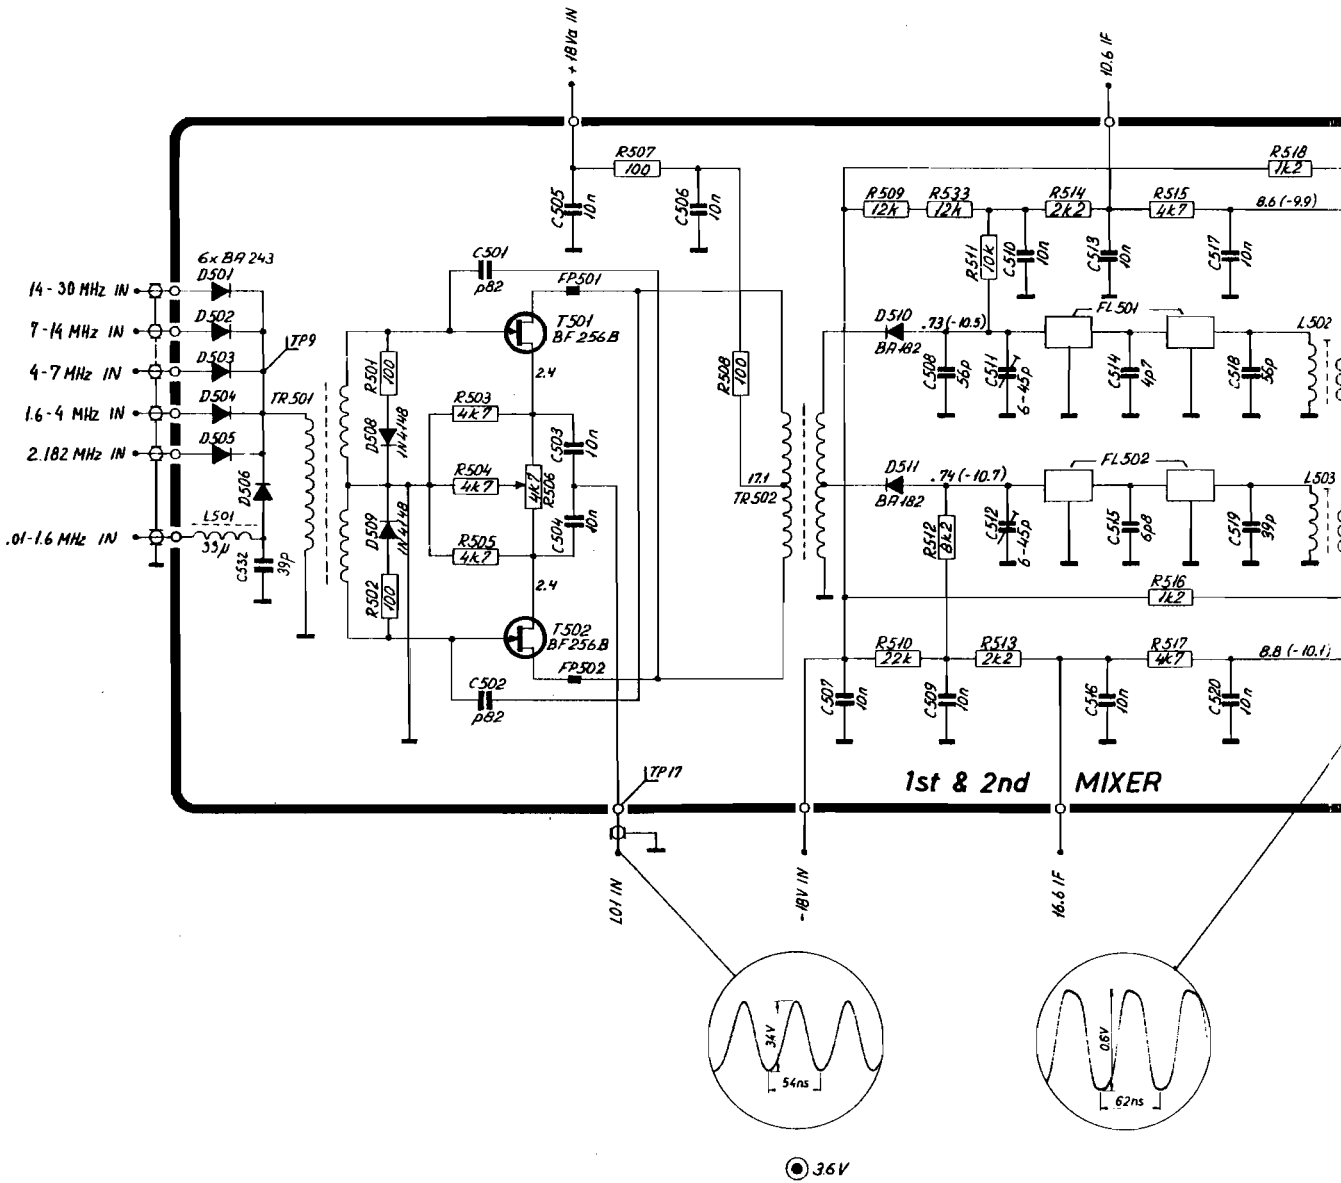 +18Va IN
10.6 IF
R507
100
C505
10n
C506
10n
R518
1k2
R509
12k
R533
12k
R514
2k2
R515
4k7
8.6 (-9.9)
R511
10k
C510
10n
C513
10n
C517
10n
6x BA 243
D501
14-30 MHz IN
D502
7-14 MHz IN
D503
4-7 MHz IN
D504
1.6-4 MHz IN
D505
2.182 MHz IN
D506
L501
.01-1.6 MHz IN
C532
39p
TP9
TR501
C501
p82
FP501
T501
BF256B
2.4
R501
100
D508
1N4148
R503
4k7
C503
10n
R504
4k7
4k7
R506
D509
1N4148
C504
10n
R505
4k7
R502
100
2.4
T502
BF256B
FP502
C502
p82
R508
100
17.1
TR502
D510
BA182
.73 (-10.5)
C508
56p
C511
6-45p
FL501
C514
4p7
C518
56p
L502
D511
BA182
.74 (-10.7)
R512
8k2
C512
6-45p
FL502
C515
6p8
C519
39p
L503
R516
1k2
R510
22k
R513
2k2
R517
4k7
8.8 (-10.1)
C507
10n
C509
10n
C516
10n
C520
10n
1st & 2nd MIXER
TP17
LO1 IN
-18V IN
16.6 IF
54ns
0.6V
62ns
3.6V